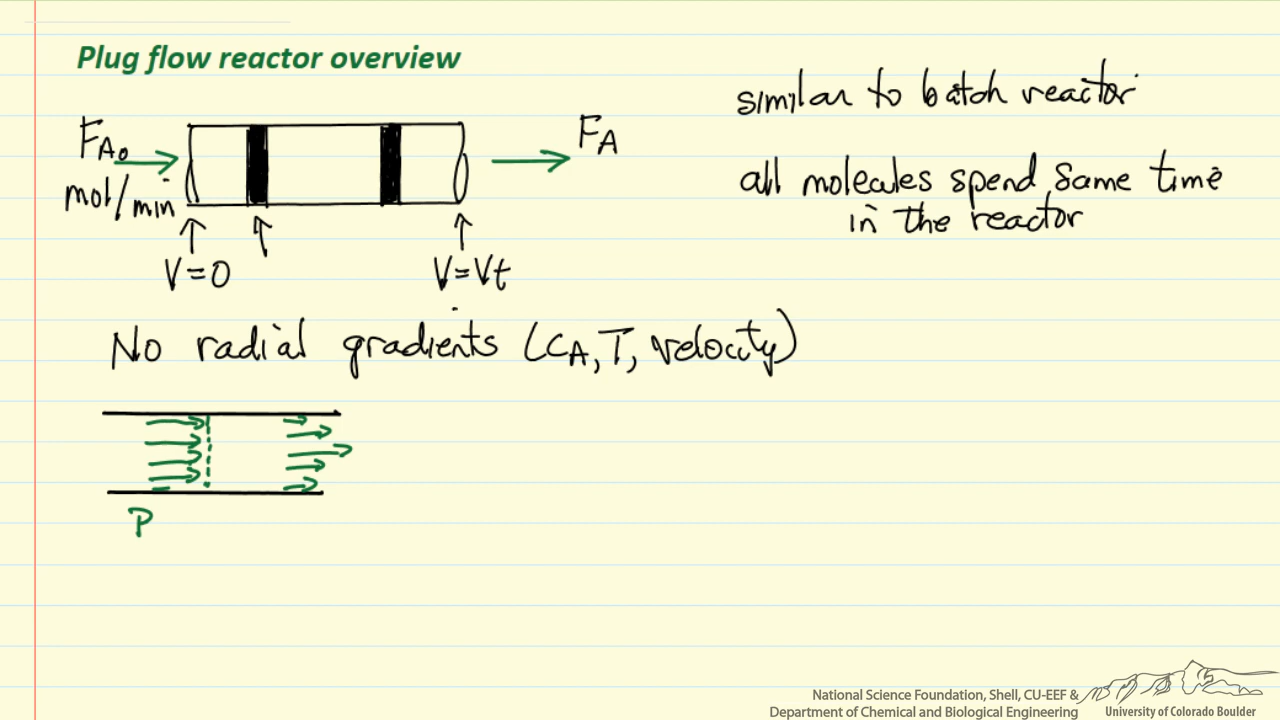 Plug flow reactor overview
similar to batch reactor
FAo
mol/min
FA
all molecules spend same time
in the reactor
V=0
V=Vt
No radial gradients (CA, T, velocity)
P
National Science Foundation, Shell, CU-EEF &
Department of Chemical and Biological Engineering
University of Colorado Boulder